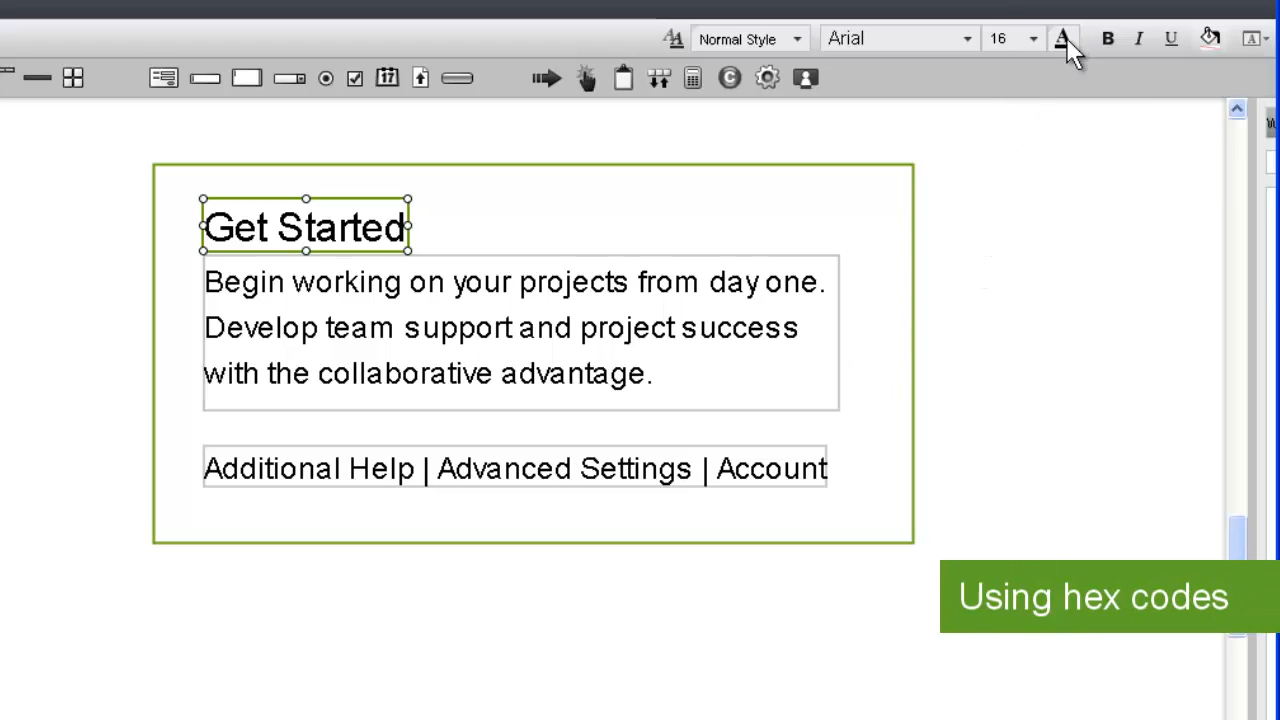 Normal Style
Arial
16
A
B
I
U
A
17
C
Get Started
Begin working on your projects from day one.
Develop team support and project success
with the collaborative advantage.
Additional Help | Advanced Settings | Account
Using hex codes